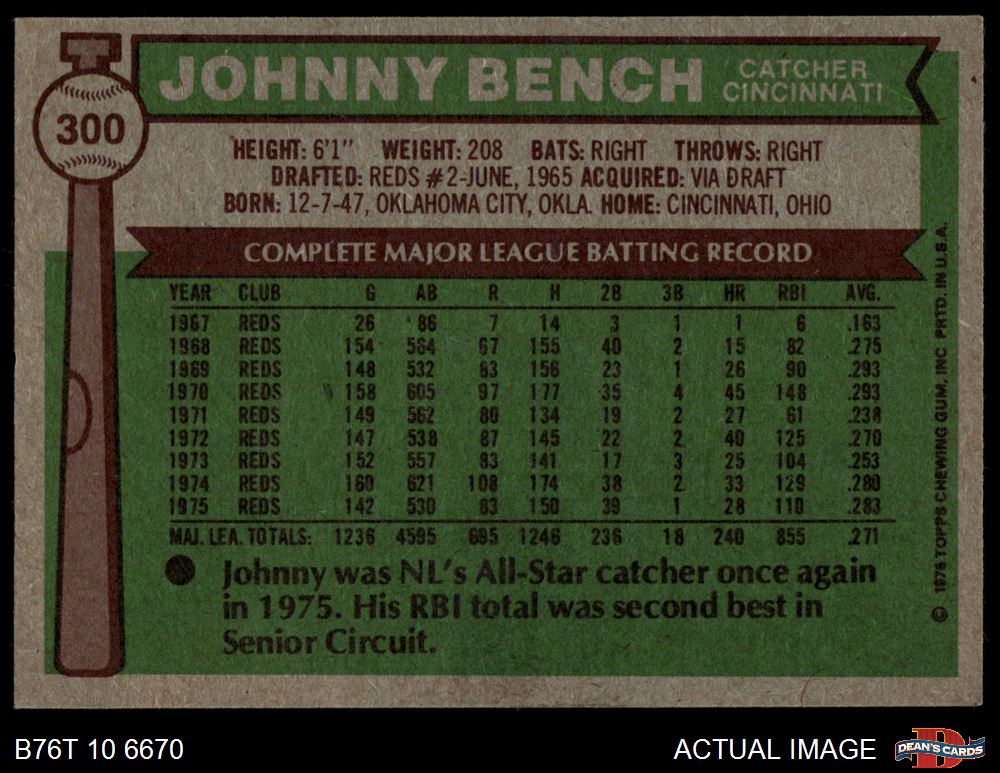 300
JOHNNY BENCH
CATCHER
CINCINNATI
HEIGHT: 6'1" WEIGHT: 208 BATS: RIGHT THROWS: RIGHT
DRAFTED: REDS #2-JUNE, 1965 ACQUIRED: VIA DRAFT
BORN: 12-7-47, OKLAHOMA CITY, OKLA. HOME: CINCINNATI, OHIO
COMPLETE MAJOR LEAGUE BATTING RECORD
YEAR CLUB G AB R H 2B 3B HR RBI AVG.
1967 REDS 26 86 7 14 3 1 1 6 .163
1968 REDS 154 564 67 155 40 2 15 82 .275
1969 REDS 148 532 83 156 23 1 26 90 .293
1970 REDS 158 605 97 177 35 4 45 148 .293
1971 REDS 149 562 80 134 19 2 27 61 .238
1972 REDS 147 538 87 145 22 2 40 125 .270
1973 REDS 152 557 83 141 17 3 25 104 .253
1974 REDS 160 621 108 174 38 2 33 129 .280
1975 REDS 142 530 83 150 39 1 28 110 .283
MAJ. LEA. TOTALS: 1236 4595 695 1246 236 18 240 855 .271
Johnny was NL's All-Star catcher once again
in 1975. His RBI total was second best in
Senior Circuit.
© 1976 TOPPS CHEWING GUM, INC PRTD. IN U.S.A.
B76T 10 6670
ACTUAL IMAGE
DEAN'S CARDS